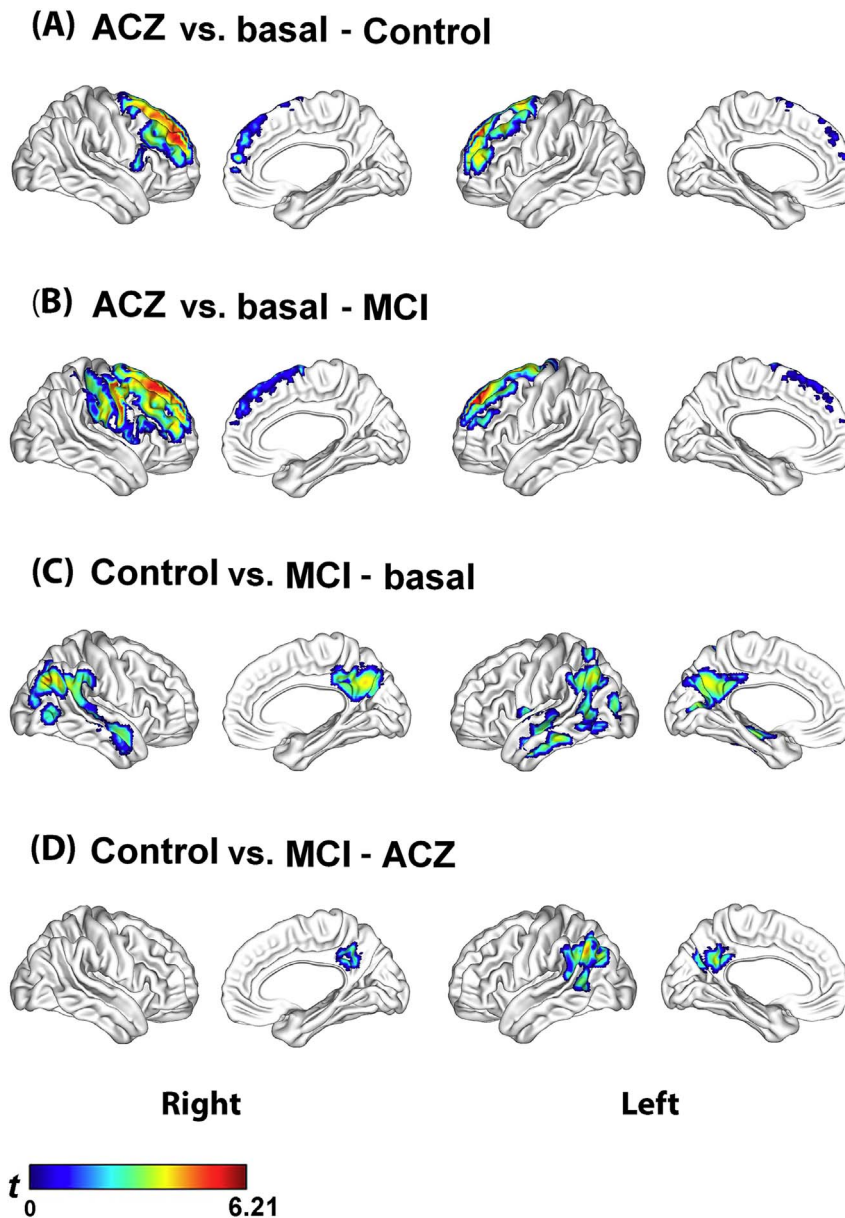 (A) ACZ vs. basal - Control
(B) ACZ vs. basal - MCI
(C) Control vs. MCI - basal
(D) Control vs. MCI - ACZ
Right Left
t 0 6.21